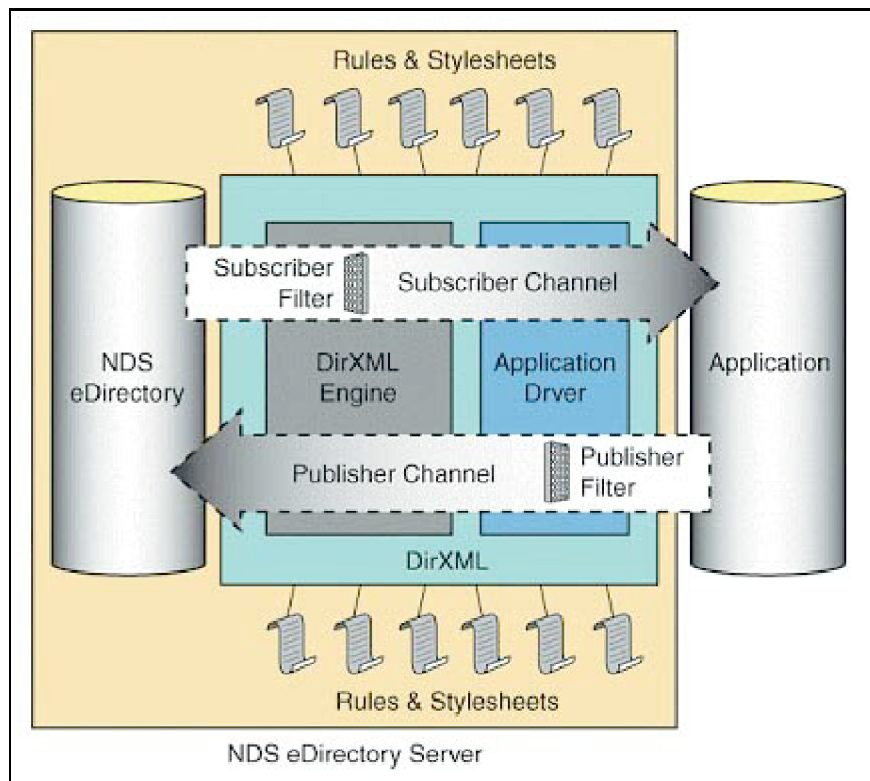 Rules & Stylesheets
Subscriber
Filter
Subscriber Channel
NDS
eDirectory
DirXML
Engine
Application
Drver
Application
Publisher Channel
Publisher
Filter
DirXML
Rules & Stylesheets
NDS eDirectory Server